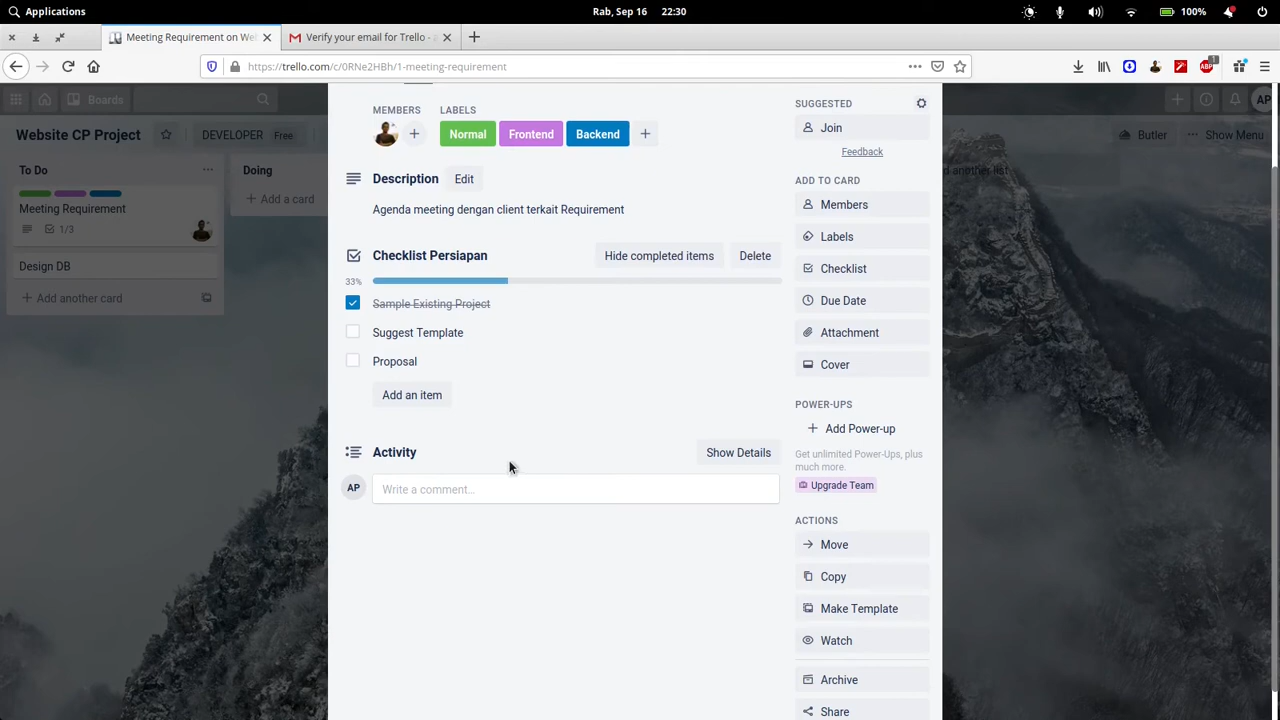 Applications
Rab, Sep 16 22:30
100%
Meeting Requirement on We
Verify your email for Trello -
https://trello.com/c/0RNe2HBh/1-meeting-requirement
ABP
1
Boards
AP
Website CP Project
DEVELOPER
Free
Butler
Show Menu
To Do
Doing
d another list
Meeting Requirement
1/3
Add a card
Design DB
Add another card
MEMBERS
LABELS
Normal
Frontend
Backend
Description
Edit
Agenda meeting dengan client terkait Requirement
Checklist Persiapan
Hide completed items
Delete
33%
Sample Existing Project
Suggest Template
Proposal
Add an item
Activity
Show Details
AP
Write a comment…
SUGGESTED
Join
Feedback
ADD TO CARD
Members
Labels
Checklist
Due Date
Attachment
Cover
POWER-UPS
Add Power-up
Get unlimited Power-Ups, plus
much more.
Upgrade Team
ACTIONS
Move
Copy
Make Template
Watch
Archive
Share